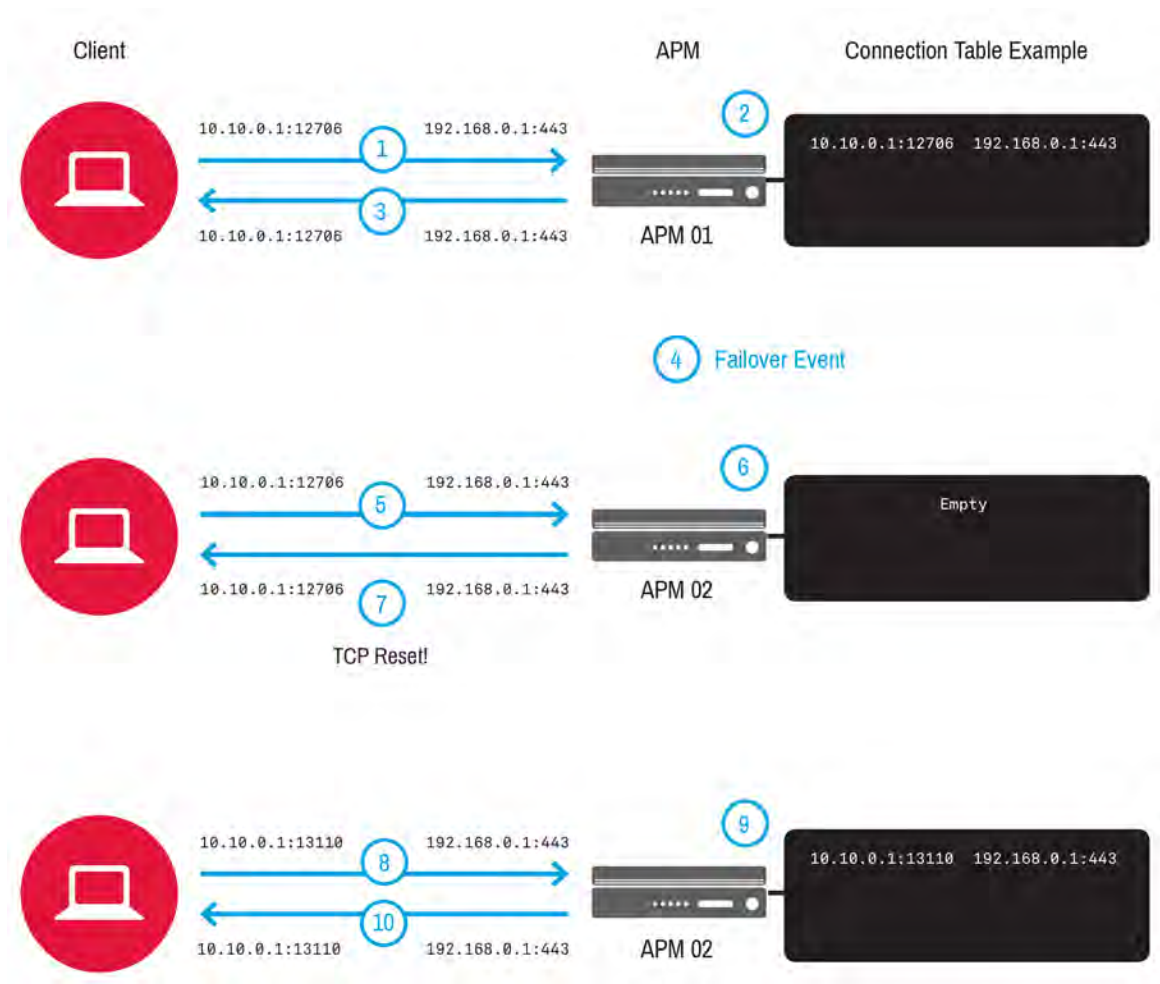 Client
APM
Connection Table Example
2
10.10.0.1:12706 192.168.0.1:443
1
10.10.0.1:12706 192.168.0.1:443
3
10.10.0.1:12706 192.168.0.1:443
APM 01
4 Failover Event
6
10.10.0.1:12706 192.168.0.1:443
5
Empty
10.10.0.1:12706 192.168.0.1:443
7
APM 02
TCP Reset!
9
10.10.0.1:13110 192.168.0.1:443
8
10.10.0.1:13110 192.168.0.1:443
10
10.10.0.1:13110 192.168.0.1:443
APM 02